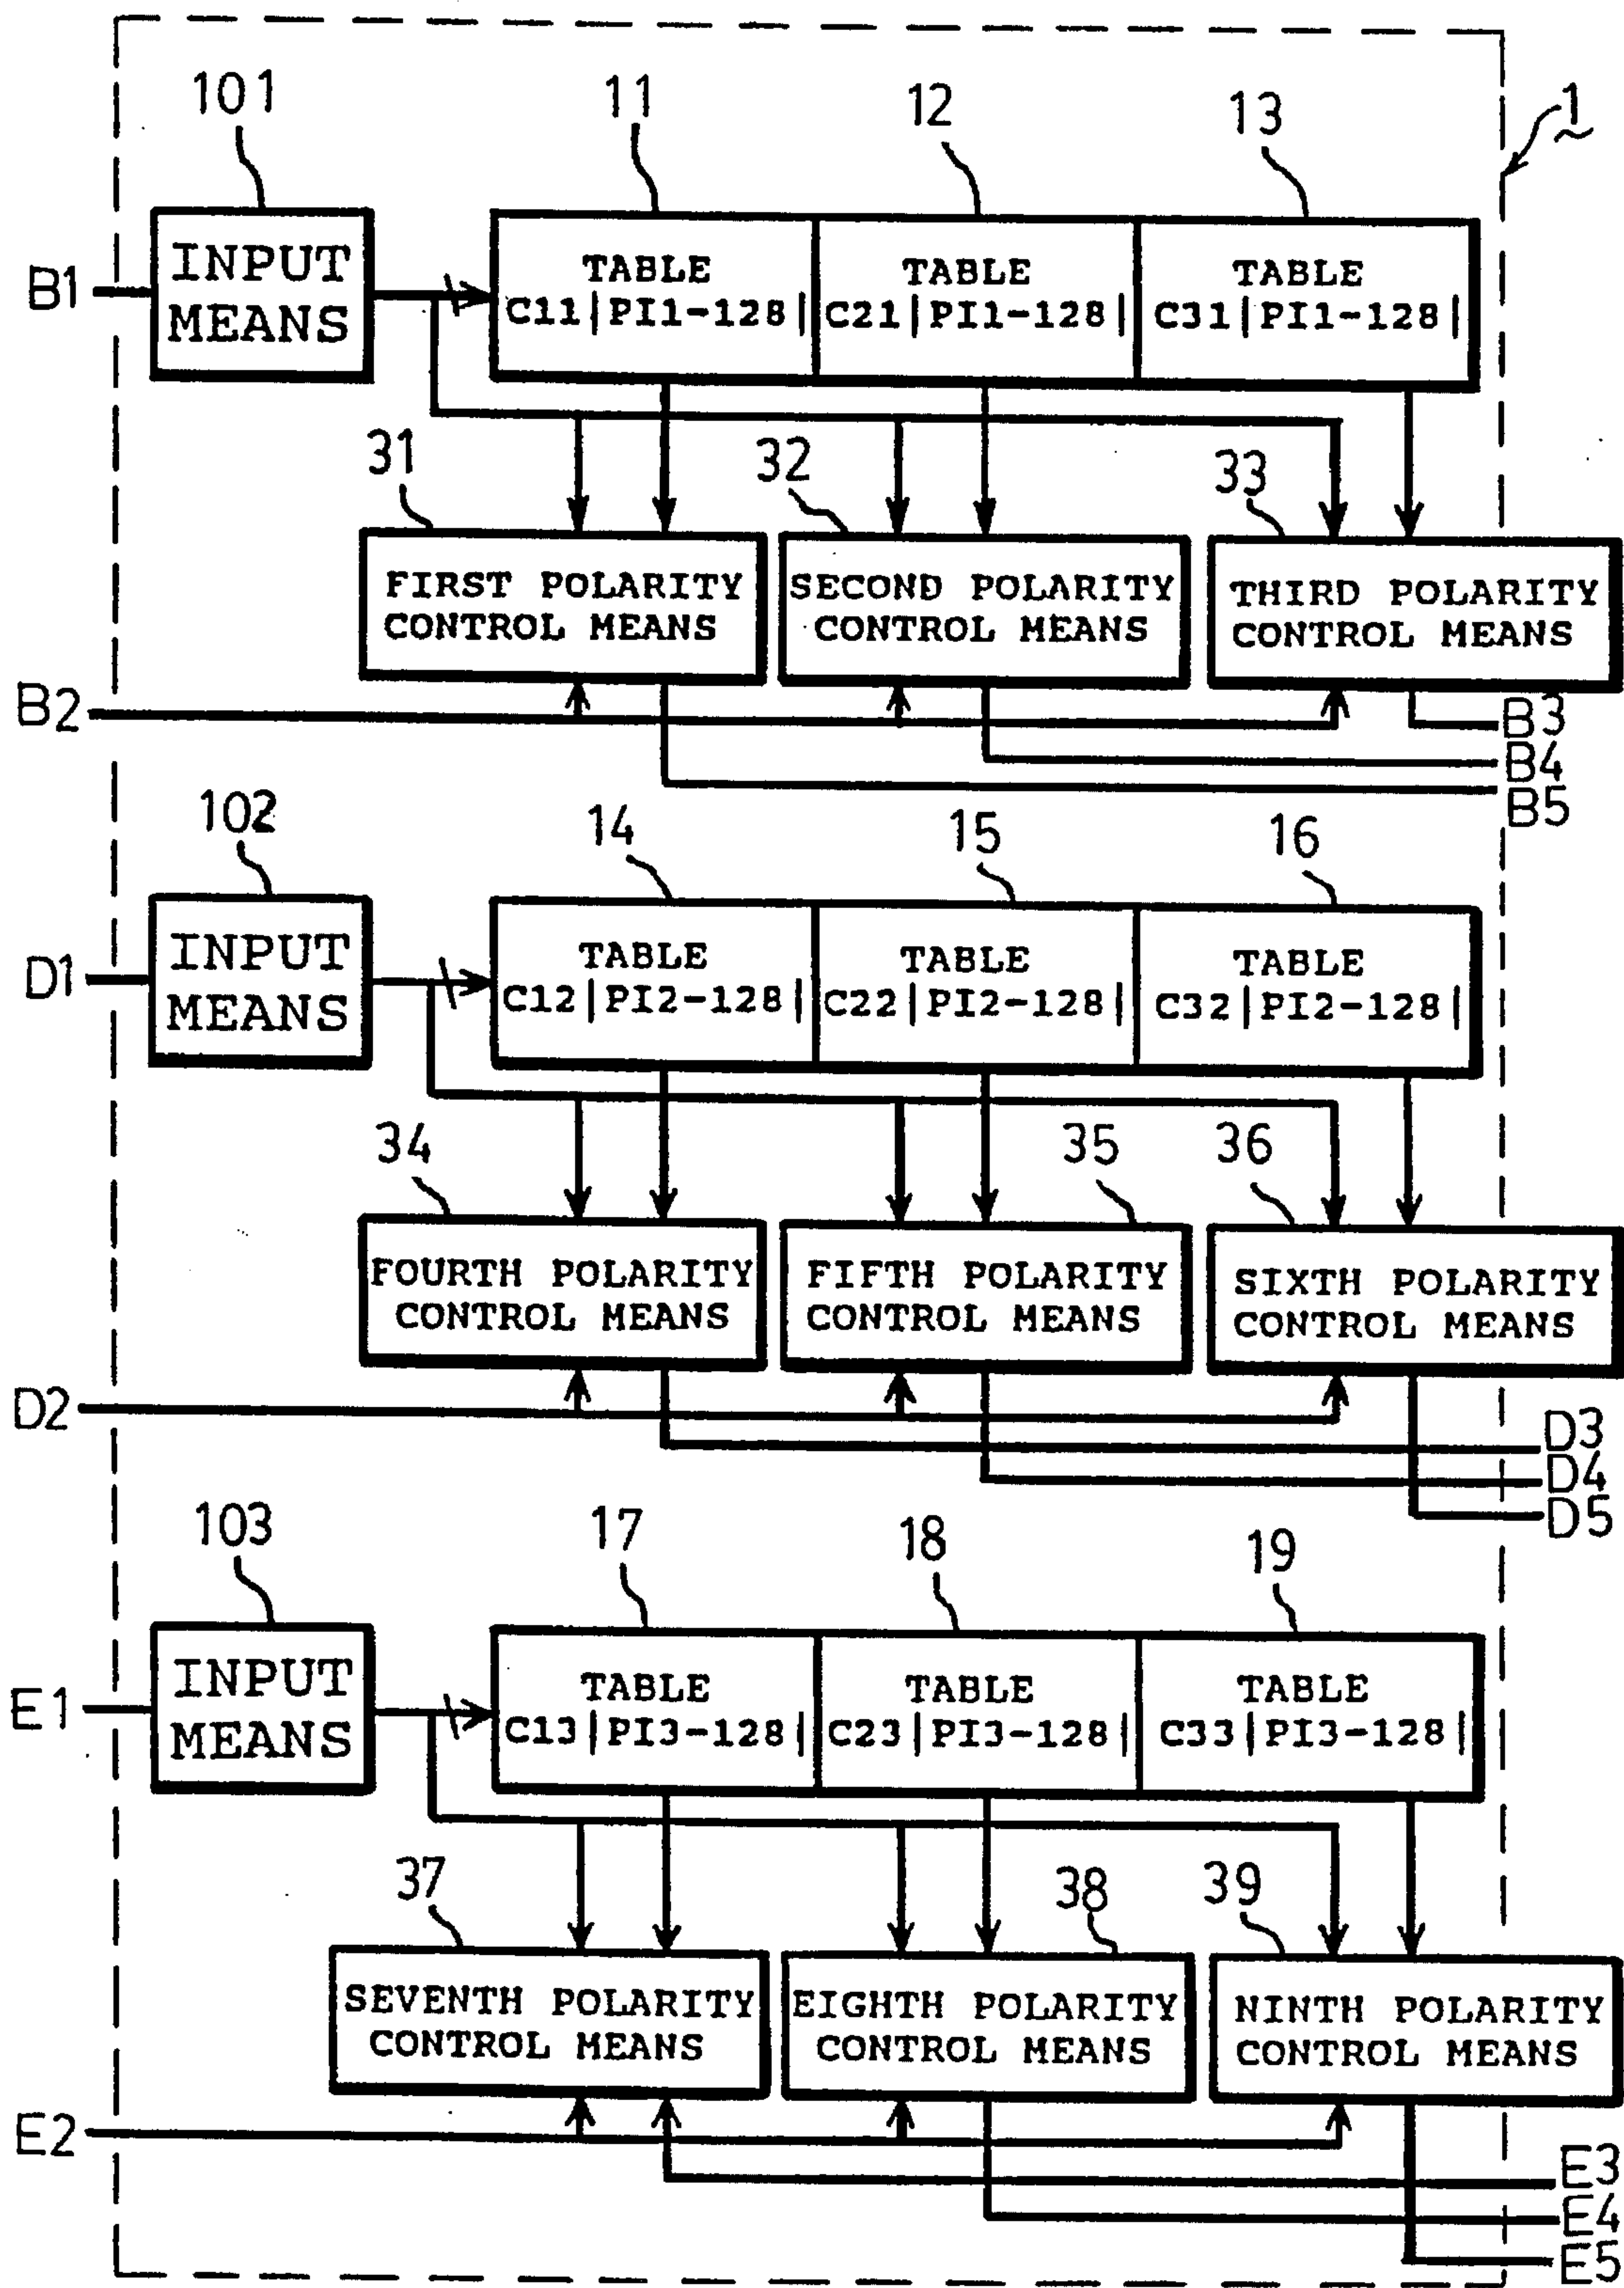 1
101
11
12
13
B1
INPUT
MEANS
TABLE
C11|PI1-128|
TABLE
C21|PI1-128|
TABLE
C31|PI1-128|
31
32
33
FIRST POLARITY
CONTROL MEANS
SECOND POLARITY
CONTROL MEANS
THIRD POLARITY
CONTROL MEANS
B2
B3
B4
B5
102
14
15
16
D1
INPUT
MEANS
TABLE
C12|PI2-128|
TABLE
C22|PI2-128|
TABLE
C32|PI2-128|
34
35
36
FOURTH POLARITY
CONTROL MEANS
FIFTH POLARITY
CONTROL MEANS
SIXTH POLARITY
CONTROL MEANS
D2
D3
D4
D5
103
17
18
19
E1
INPUT
MEANS
TABLE
C13|PI3-128|
TABLE
C23|PI3-128|
TABLE
C33|PI3-128|
37
38
39
SEVENTH POLARITY
CONTROL MEANS
EIGHTH POLARITY
CONTROL MEANS
NINTH POLARITY
CONTROL MEANS
E2
E3
E4
E5